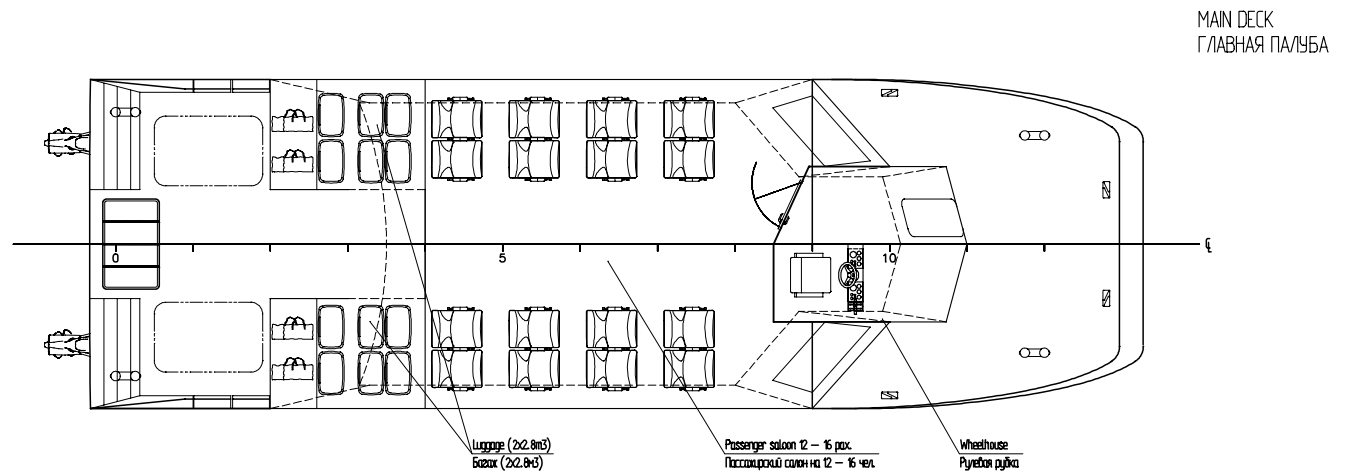 MAIN DECK
ГЛАВНАЯ ПАЛУБА
℄
0
5
10
Luggage (2x2.8m3)
Багаж (2x2.8m3)
Passenger saloon 12 – 16 pax.
Пассажирский салон на 12 – 16 чел.
Wheelhouse
Рулевая рубка